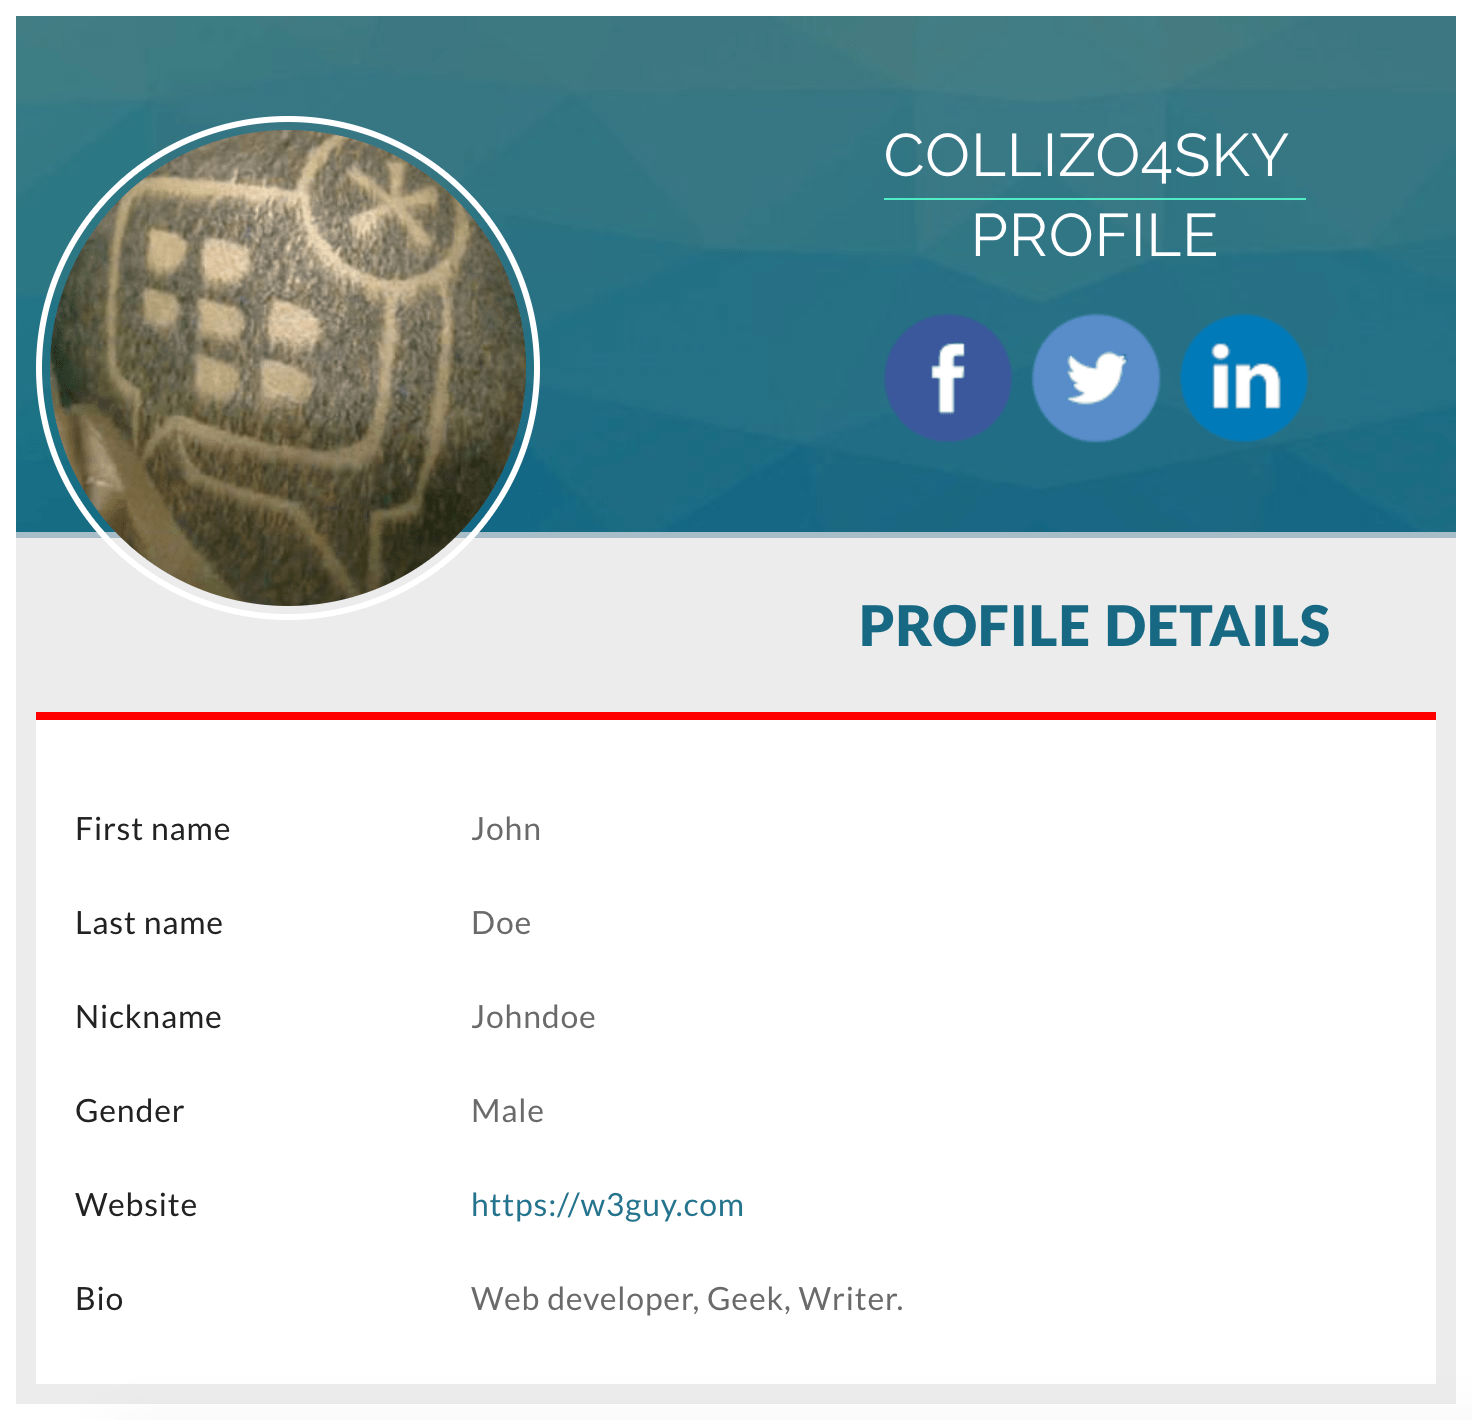 COLLIZO4SKY
PROFILE
f
in
PROFILE DETAILS
First name John
Last name Doe
Nickname Johndoe
Gender Male
Website https://w3guy.com
Bio Web developer, Geek, Writer.